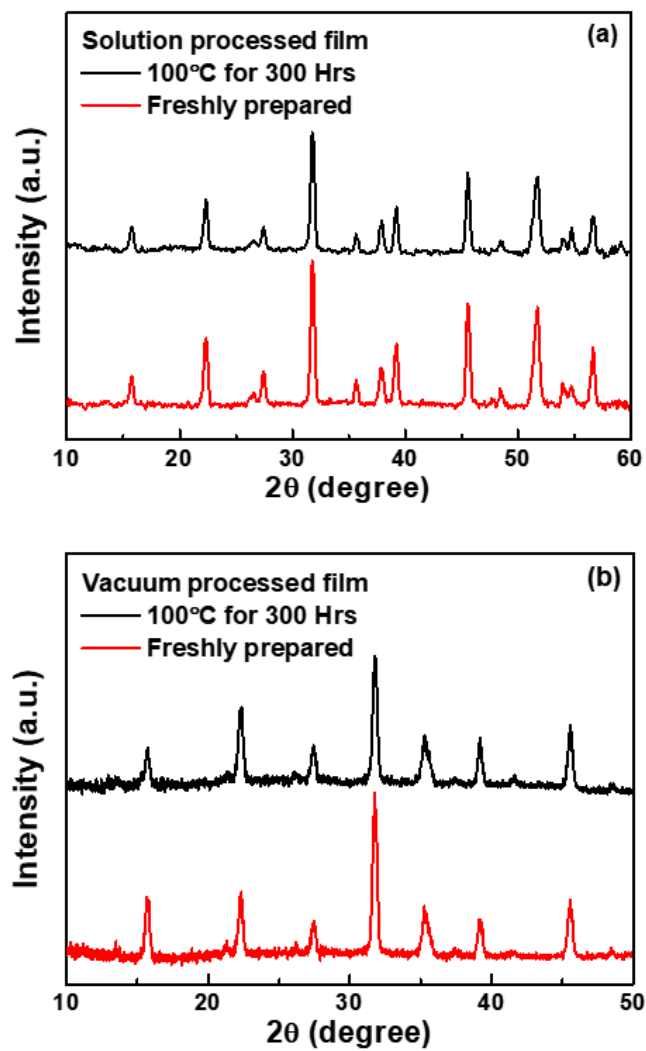 Solution processed film
(a)
100°C for 300 Hrs
Freshly prepared
Intensity (a.u.)
10 20 30 40 50 60
2θ (degree)
Vacuum processed film
(b)
100°C for 300 Hrs
Freshly prepared
Intensity (a.u.)
10 20 30 40 50
2θ (degree)